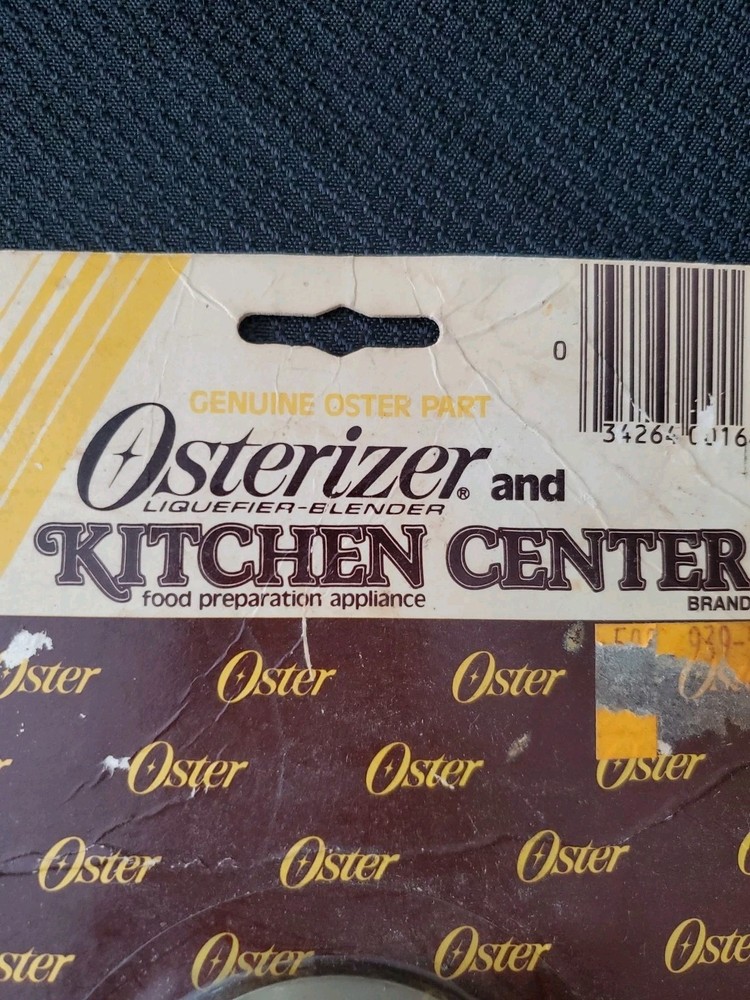 0
34264
GENUINE OSTER PART
Osterizer® and
LIQUEFIER-BLENDER
KITCHEN CENTER
food preparation appliance
BRAND
939-
Oster Oster Oster
Oster Oster Oster
Oster Oster Oster
Oster Oster Oster